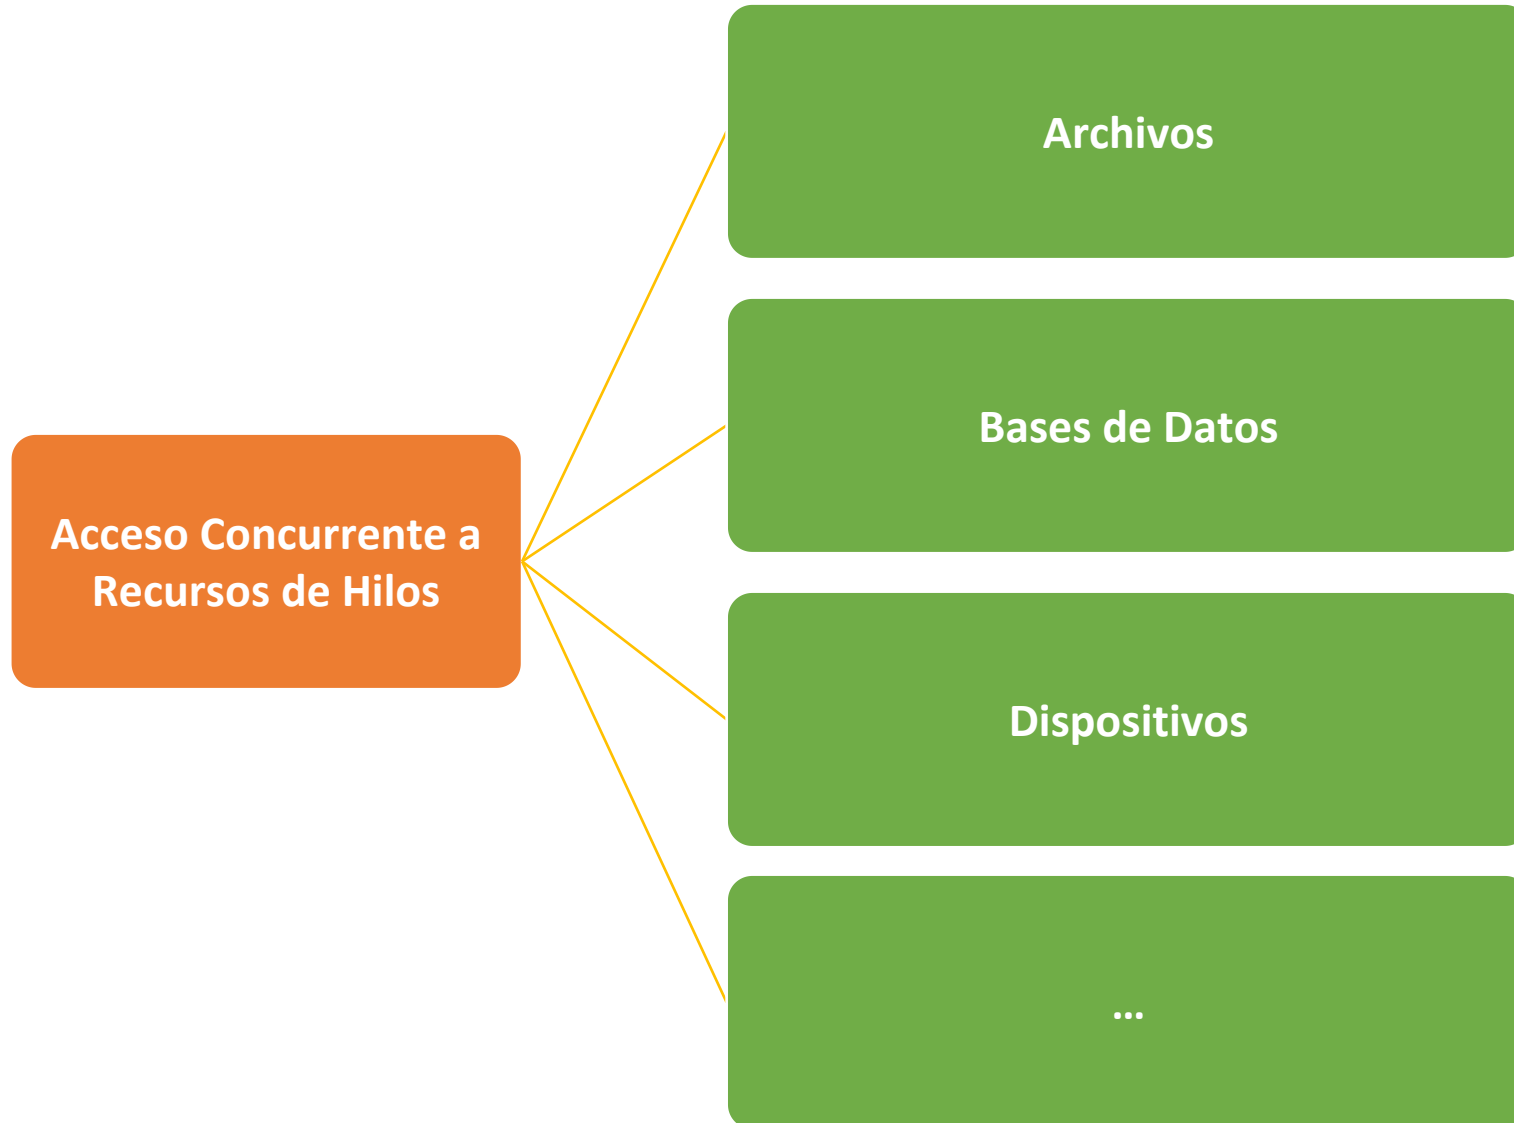 Archivos
Bases de Datos
Acceso Concurrente a
Recursos de Hilos
Dispositivos
...